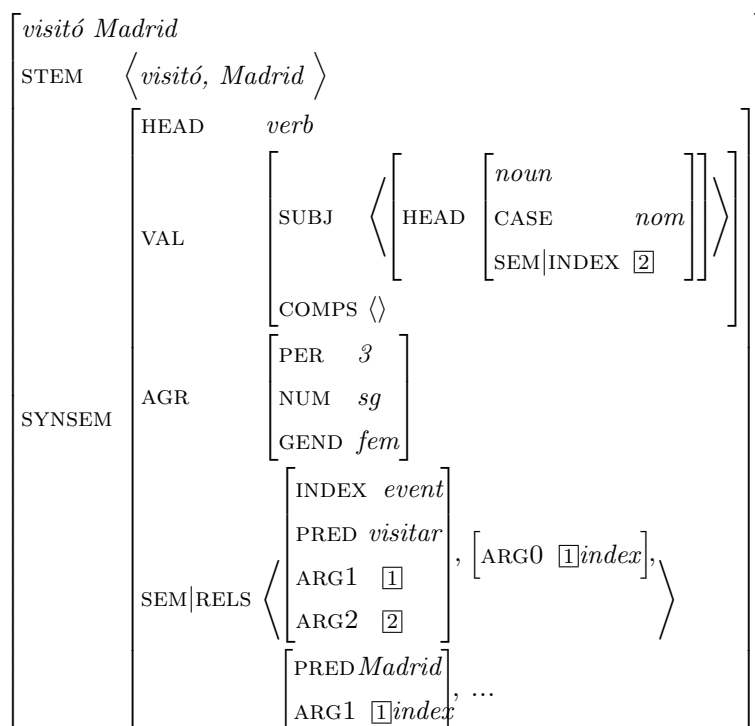 visitó Madrid
STEM ⟨visitó, Madrid⟩
HEAD verb
noun
SUBJ ⟨[HEAD CASE nom
VAL
SEM|INDEX [2]
COMPS ⟨⟩
PER 3
AGR NUM sg
SYNSEM
GEND fem
INDEX event
PRED visitar
, [ARG0 [1]index],
ARG1 [1]
SEM|RELS
ARG2 [2]
PRED Madrid
, ...
ARG1 [1]index